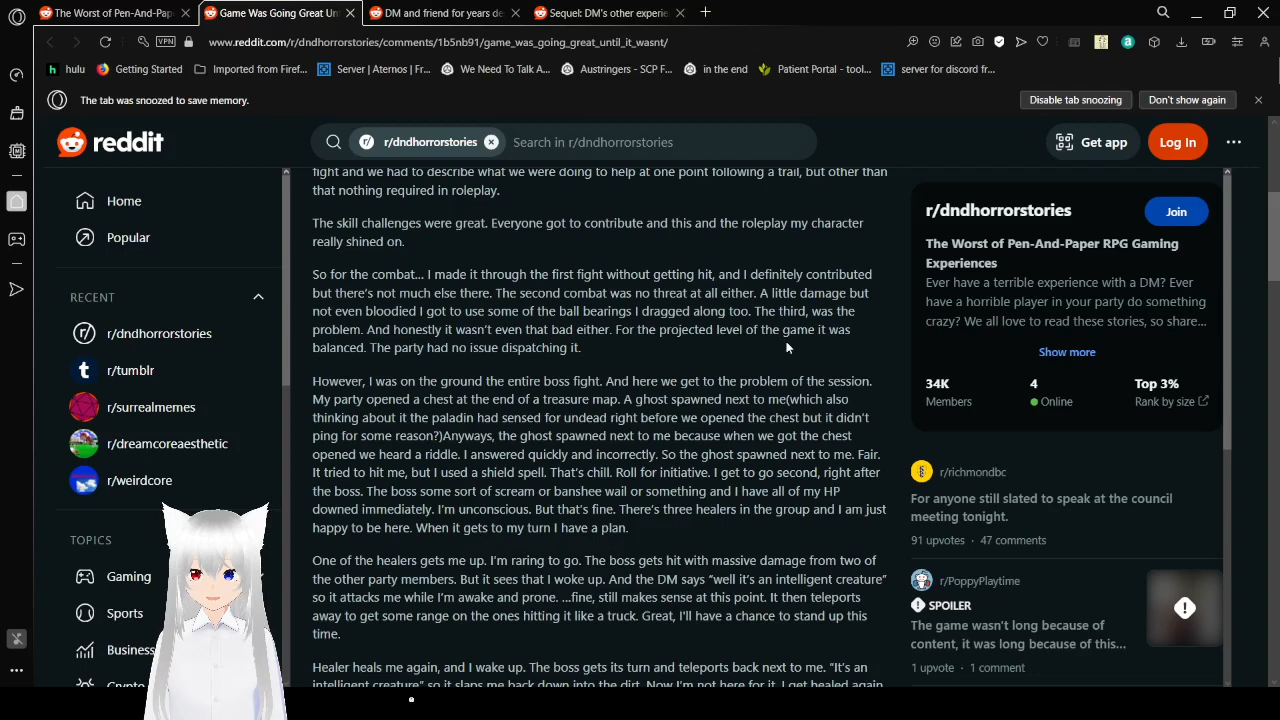 The Worst of Pen-And-Pap
Game Was Going Great Un
DM and friend for years de
Sequel: DM's other experie
VPN
www.reddit.com/r/dndhorrorstories/comments/1b5nb91/game_was_going_great_until_it_wasnt/
hulu
Getting Started
Imported from Firef...
Server | Aternos | Fr...
We Need To Talk A...
Austringers - SCP F...
in the end
Patient Portal - tool...
server for discord fr...
The tab was snoozed to save memory.
Disable tab snoozing
Don't show again
reddit
r/dndhorrorstories
Search in r/dndhorrorstories
Get app
Log In
Home
Popular
RECENT
r/dndhorrorstories
r/tumblr
r/surrealmemes
r/dreamcoreaesthetic
r/weirdcore
TOPICS
Gaming
Sports
Business
Crypto
fight and we had to describe what we were doing to help at one point following a trail, but other than
that nothing required in roleplay.
The skill challenges were great. Everyone got to contribute and this and the roleplay my character
really shined on.
So for the combat... I made it through the first fight without getting hit, and I definitely contributed
but there's not much else there. The second combat was no threat at all either. A little damage but
not even bloodied I got to use some of the ball bearings I dragged along too. The third, was the
problem. And honestly it wasn't even that bad either. For the projected level of the game it was
balanced. The party had no issue dispatching it.
However, I was on the ground the entire boss fight. And here we get to the problem of the session.
My party opened a chest at the end of a treasure map. A ghost spawned next to me(which also
thinking about it the paladin had sensed for undead right before we opened the chest but it didn't
ping for some reason?)Anyways, the ghost spawned next to me because when we got the chest
opened we heard a riddle. I answered quickly and incorrectly. So the ghost spawned next to me. Fair.
It tried to hit me, but I used a shield spell. That's chill. Roll for initiative. I get to go second, right after
the boss. The boss some sort of scream or banshee wail or something and I have all of my HP
downed immediately. I'm unconscious. But that's fine. There's three healers in the group and I am just
happy to be here. When it gets to my turn I have a plan.
One of the healers gets me up. I'm raring to go. The boss gets hit with massive damage from two of
the other party members. But it sees that I woke up. And the DM says "well it's an intelligent creature"
so it attacks me while I'm awake and prone. ...fine, still makes sense at this point. It then teleports
away to get some range on the ones hitting it like a truck. Great, I'll have a chance to stand up this
time.
Healer heals me again, and I wake up. The boss gets its turn and teleports back next to me. "It's an
intelligent creature" so it slaps me back down into the dirt. Now I'm not here for it. I get healed again
r/dndhorrorstories
Join
The Worst of Pen-And-Paper RPG Gaming
Experiences
Ever have a terrible experience with a DM? Ever
have a horrible player in your party do something
crazy? We all love to read these stories, so share...
Show more
34K
Members
4
Online
Top 3%
Rank by size
r/richmondbc
For anyone still slated to speak at the council
meeting tonight.
91 upvotes · 47 comments
r/PoppyPlaytime
SPOILER
The game wasn't long because of
content, it was long because of this...
1 upvote · 1 comment